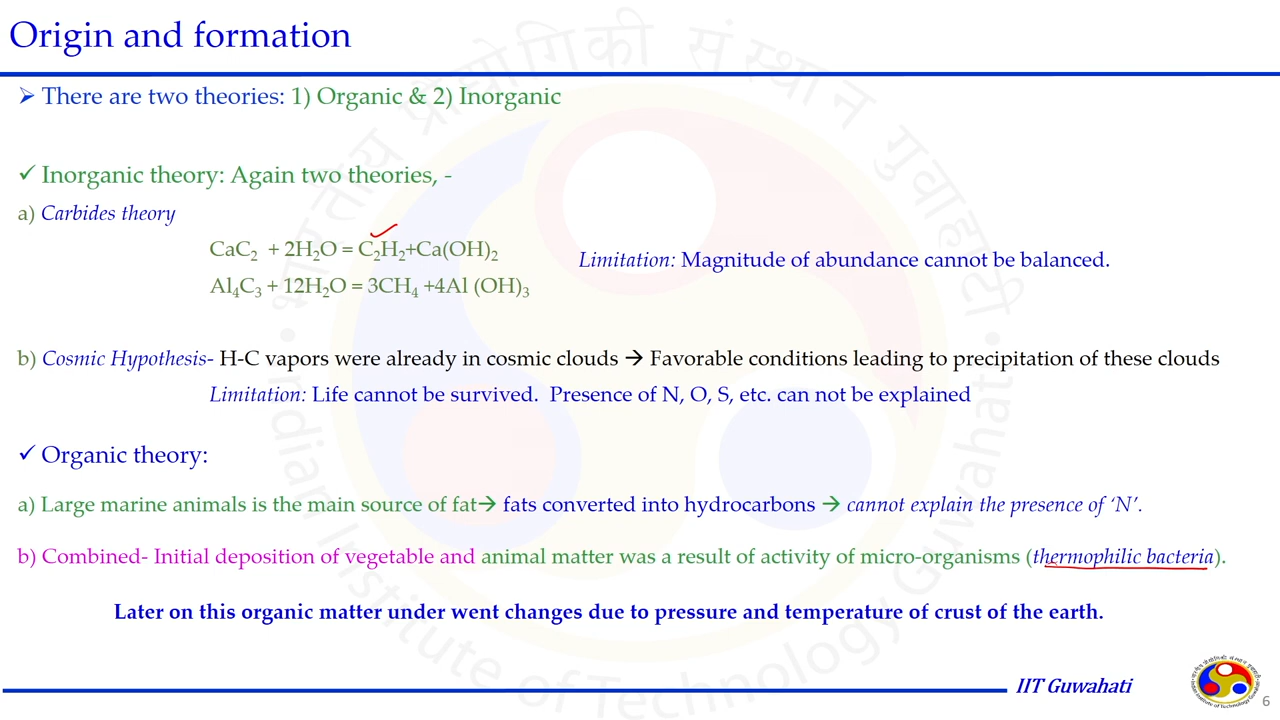 Origin and formation
➢ There are two theories: 1) Organic & 2) Inorganic
✓ Inorganic theory: Again two theories, -
a) Carbides theory
CaC2 + 2H2O = C2H2+Ca(OH)2
Limitation: Magnitude of abundance cannot be balanced.
Al4C3 + 12H2O = 3CH4 +4Al (OH)3
b) Cosmic Hypothesis- H-C vapors were already in cosmic clouds → Favorable conditions leading to precipitation of these clouds
Limitation: Life cannot be survived. Presence of N, O, S, etc. can not be explained
✓ Organic theory:
a) Large marine animals is the main source of fat→ fats converted into hydrocarbons → cannot explain the presence of ‘N’.
b) Combined- Initial deposition of vegetable and animal matter was a result of activity of micro-organisms (thermophilic bacteria).
Later on this organic matter under went changes due to pressure and temperature of crust of the earth.
IIT Guwahati
6
भारतीय प्रौद्योगिकी संस्थान गुवाहाटी
Indian Institute of Technology Guwahati